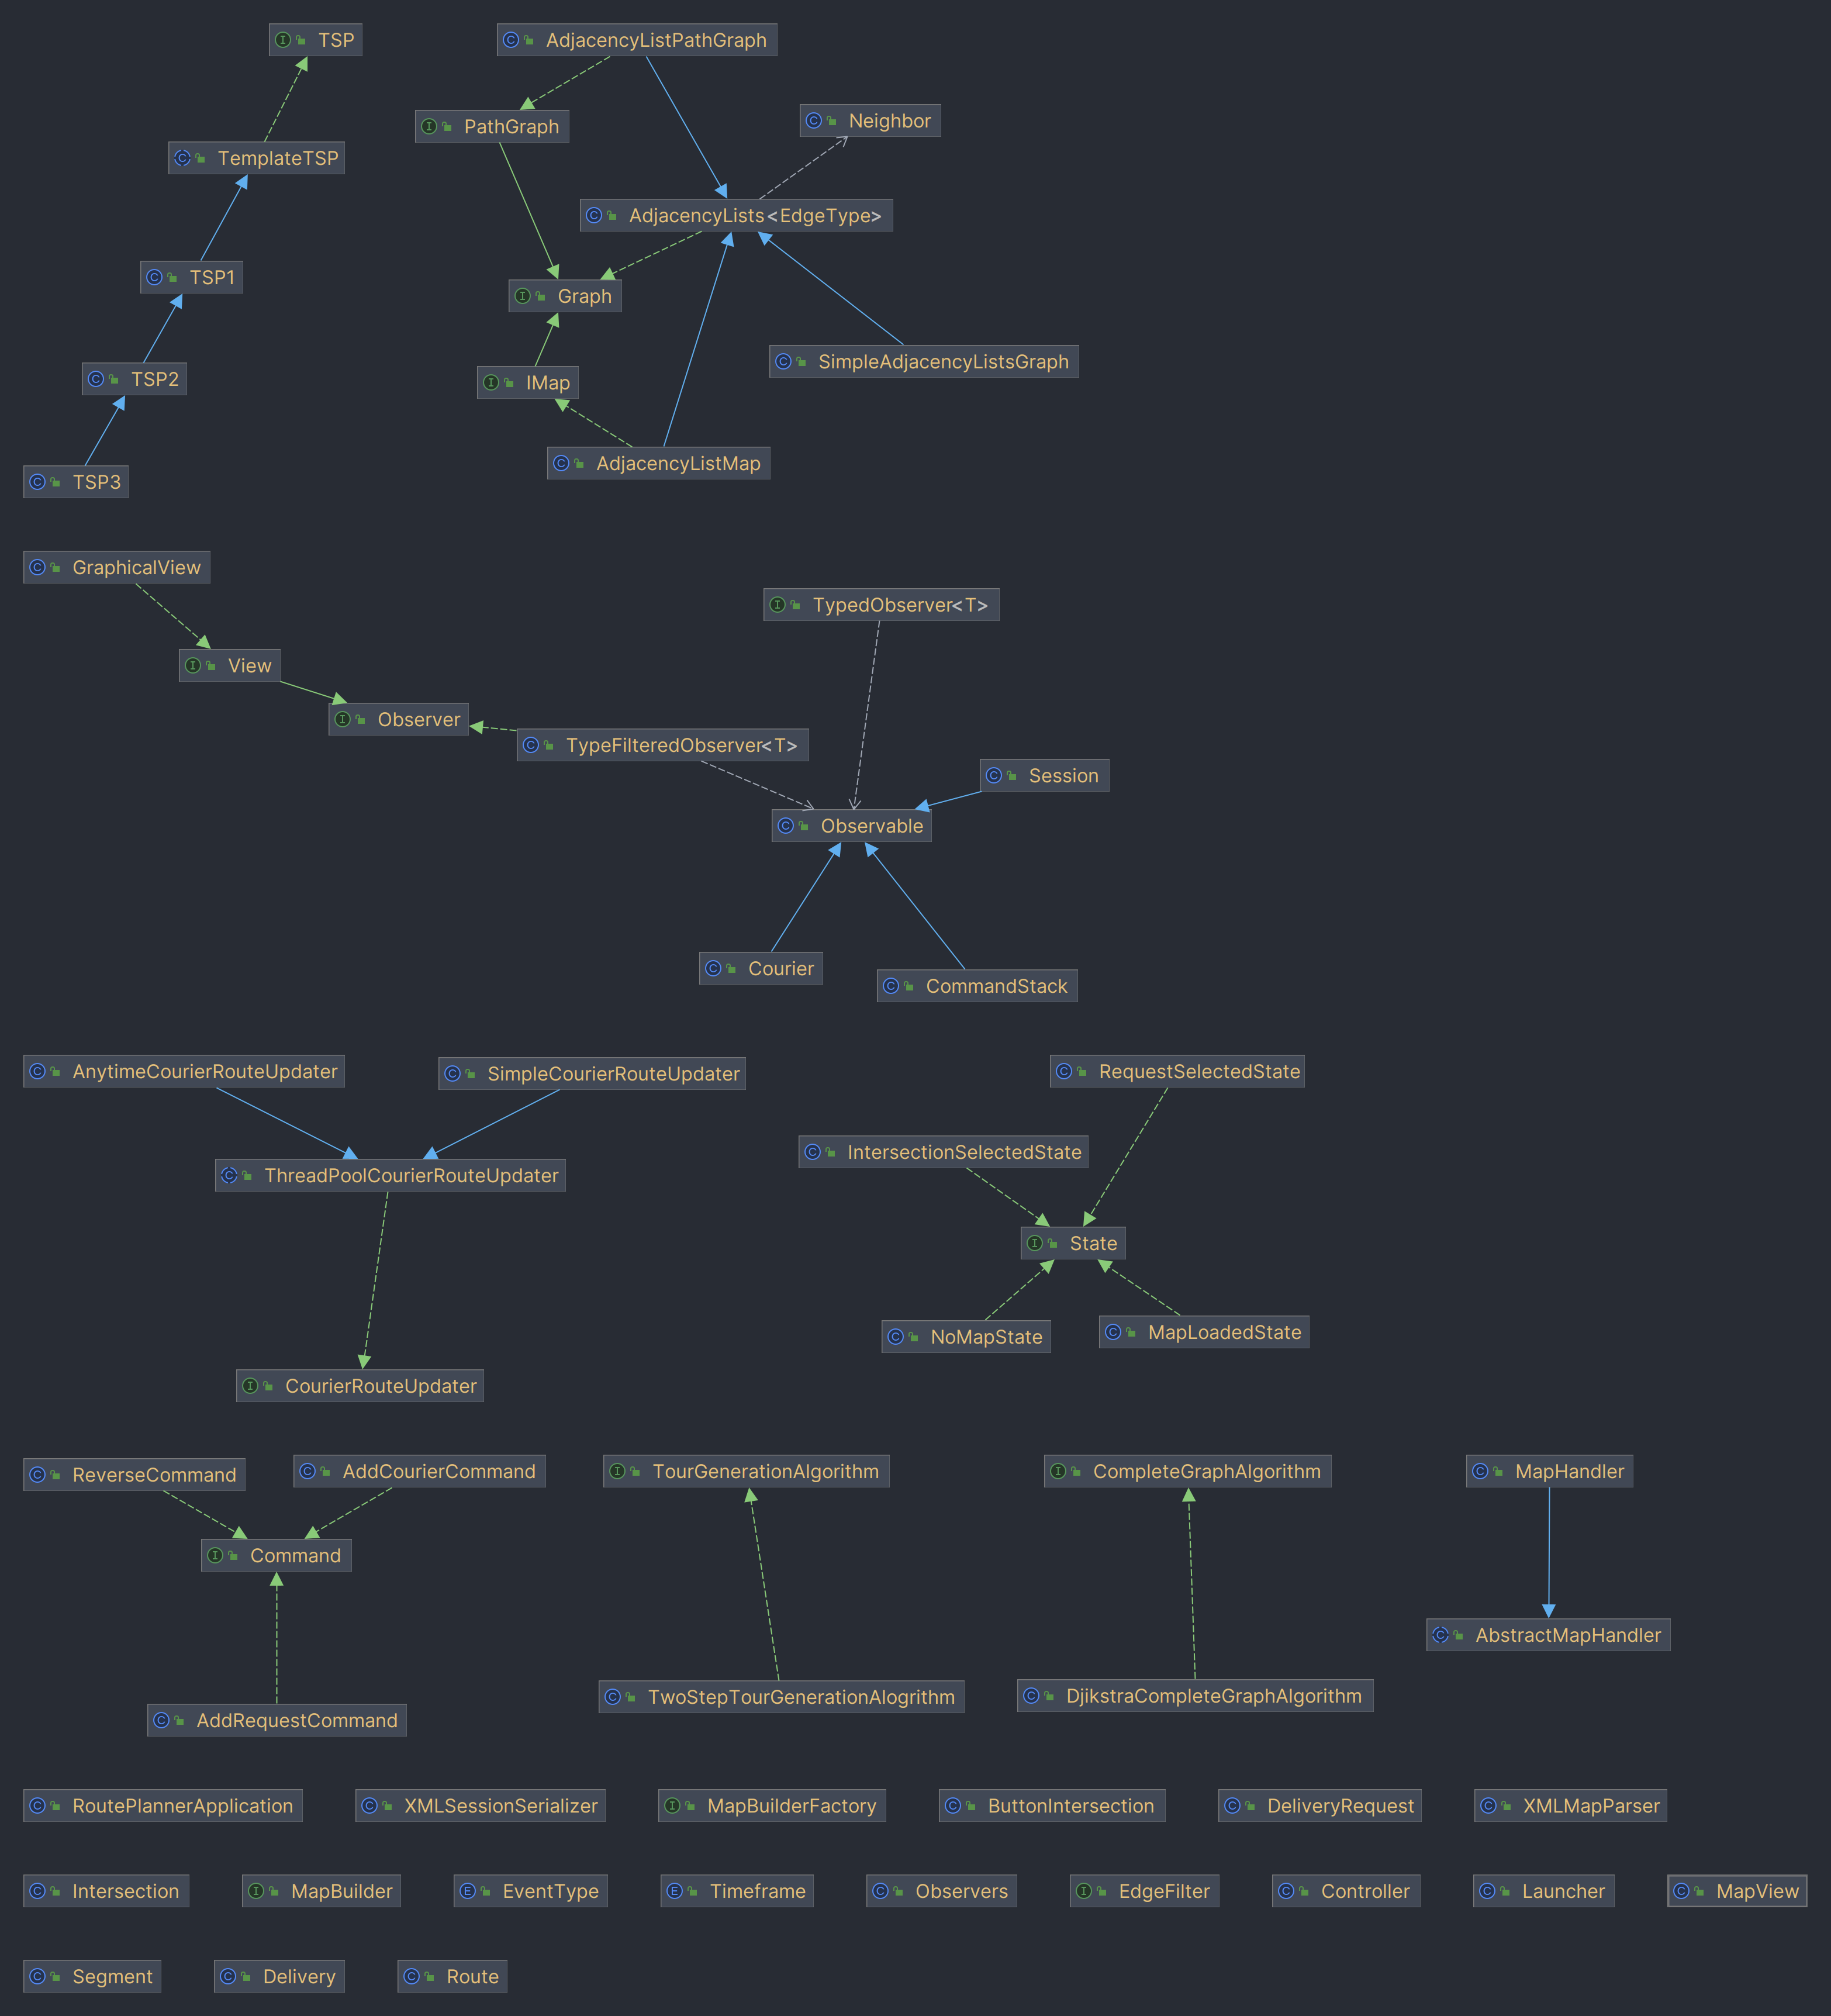 TSP
AdjacencyListPathGraph
Neighbor
PathGraph
TemplateTSP
AdjacencyLists<EdgeType>
TSP1
Graph
SimpleAdjacencyListsGraph
TSP2
IMap
AdjacencyListMap
TSP3
GraphicalView
TypedObserver<T>
View
Observer
TypeFilteredObserver<T>
Session
Observable
Courier
CommandStack
AnytimeCourierRouteUpdater
SimpleCourierRouteUpdater
RequestSelectedState
IntersectionSelectedState
ThreadPoolCourierRouteUpdater
State
NoMapState
MapLoadedState
CourierRouteUpdater
ReverseCommand
AddCourierCommand
TourGenerationAlgorithm
CompleteGraphAlgorithm
MapHandler
Command
AbstractMapHandler
AddRequestCommand
TwoStepTourGenerationAlogrithm
DjikstraCompleteGraphAlgorithm
RoutePlannerApplication
XMLSessionSerializer
MapBuilderFactory
ButtonIntersection
DeliveryRequest
XMLMapParser
Intersection
MapBuilder
EventType
Timeframe
Observers
EdgeFilter
Controller
Launcher
MapView
Segment
Delivery
Route